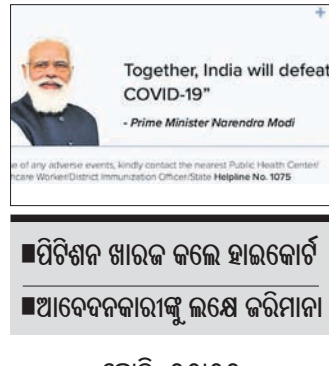 Together, India will defeat
COVID-19"
- Prime Minister Narendra Modi
e of any adverse events, kindly contact the nearest Public Health Center/
hcare Worker/District Immunization Officer/State Helpline No. 1075
■ପିଟିଶନ ଖାରଜ କଲେ ହାଇକୋର୍ଟ
■ଆବେଦନକାରୀଙ୍କୁ ଲକ୍ଷେ ଜରିମାନା